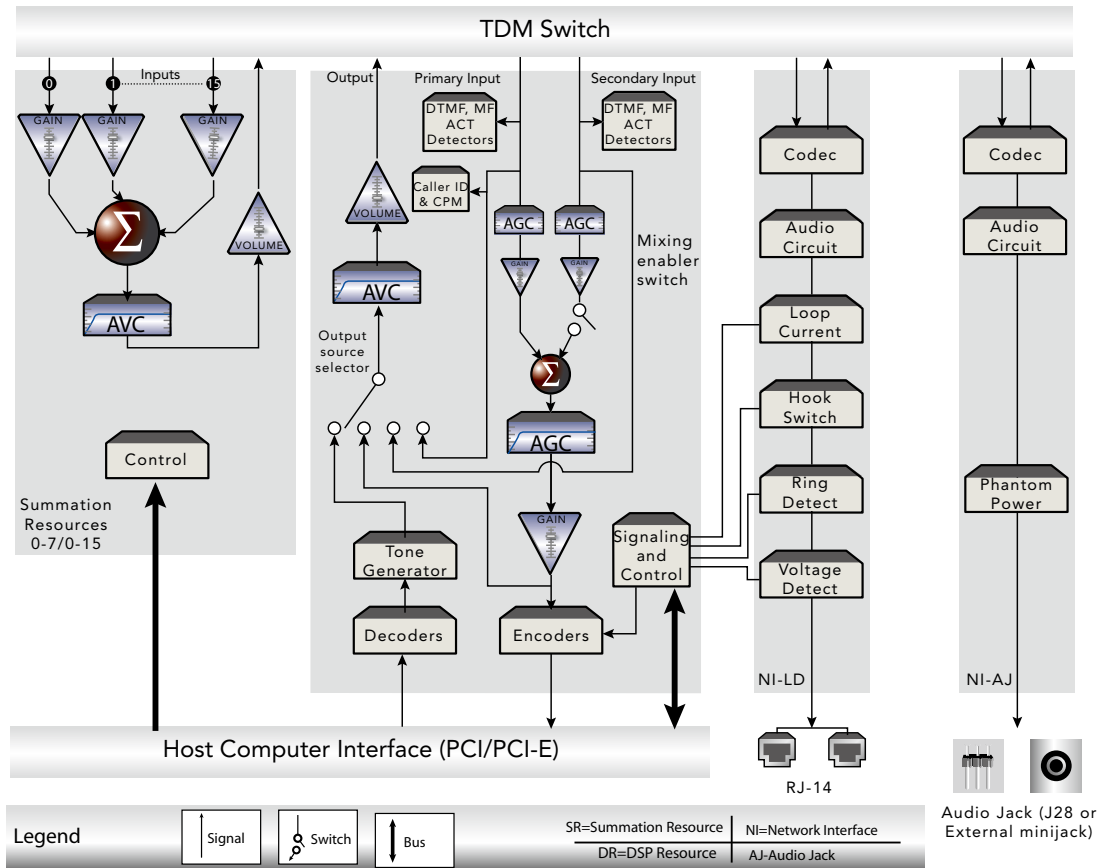 TDM Switch
0
1
Inputs
15
GAIN
GAIN
GAIN
Σ
VOLUME
AVC
Control
Summation
Resources
0-7/0-15
Output
Primary Input
Secondary Input
DTMF, MF
ACT
Detectors
DTMF, MF
ACT
Detectors
Caller ID
& CPM
VOLUME
AGC
AGC
Mixing
enabler
switch
GAIN
GAIN
AVC
Output
source
selector
Σ
AGC
GAIN
Signaling
and
Control
Tone
Generator
Decoders
Encoders
Codec
Audio
Circuit
Loop
Current
Hook
Switch
Ring
Detect
Voltage
Detect
NI-LD
Codec
Audio
Circuit
Phantom
Power
NI-AJ
Host Computer Interface (PCI/PCI-E)
RJ-14
Audio Jack (J28 or
External minijack)
Legend
Signal
Switch
Bus
SR=Summation Resource
NI=Network Interface
DR=DSP Resource
AJ-Audio Jack